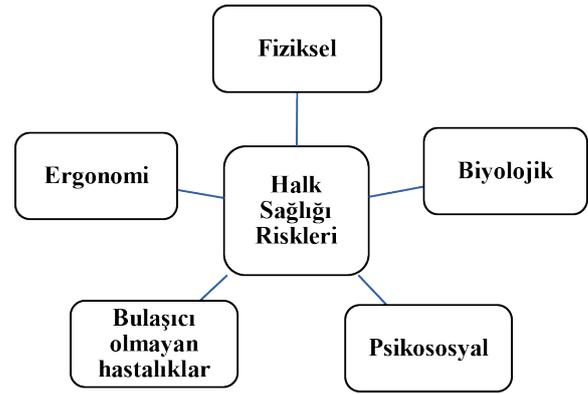 Fiziksel
Ergonomi
Biyolojik
Halk
Sağlığı
Riskleri
Bulaşıcı
olmayan
hastalıklar
Psikososyal